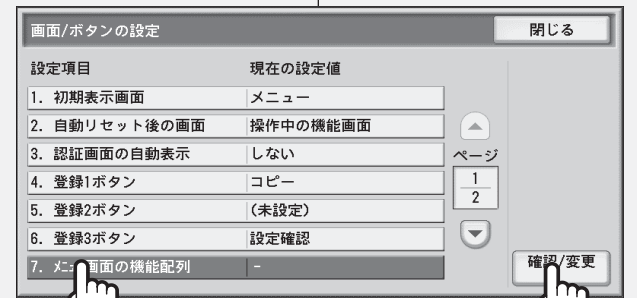 画面/ボタンの設定
閉じる
設定項目 現在の設定値
1. 初期表示画面 メニュー
2. 自動リセット後の画面 操作中の機能画面
3. 認証画面の自動表示 しない
4. 登録1ボタン コピー
5. 登録2ボタン (未設定)
6. 登録3ボタン 設定確認
7. メニュー画面の機能配列 -
ページ
1
2
確認/変更